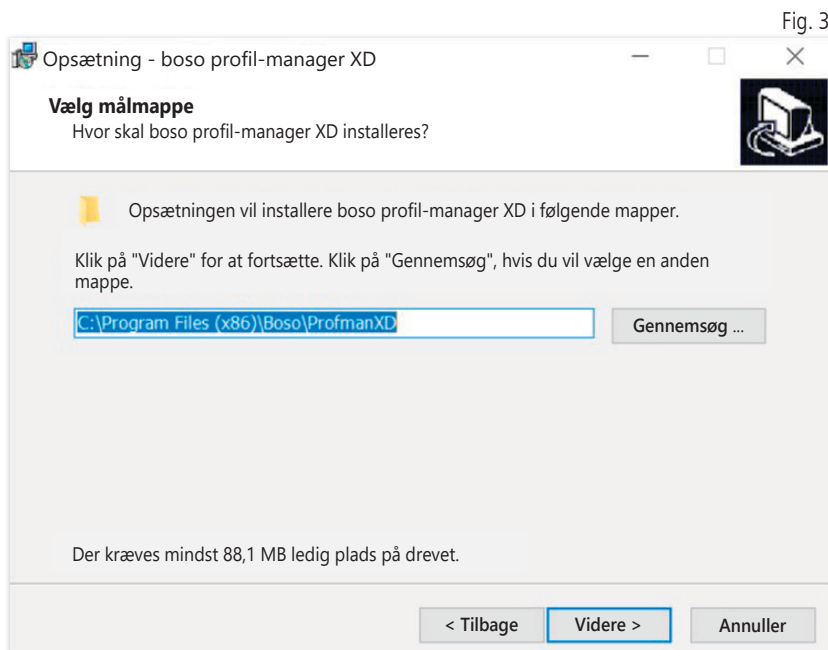 Fig. 3
Opsætning - boso profil-manager XD
Vælg målmappe
Hvor skal boso profil-manager XD installeres?
Opsætningen vil installere boso profil-manager XD i følgende mapper.
Klik på "Videre" for at fortsætte. Klik på "Gennemsøg", hvis du vil vælge en anden
mappe.
C:\Program Files (x86)\Boso\ProfmanXD
Gennemsøg ...
Der kræves mindst 88,1 MB ledig plads på drevet.
< Tilbage
Videre >
Annuller